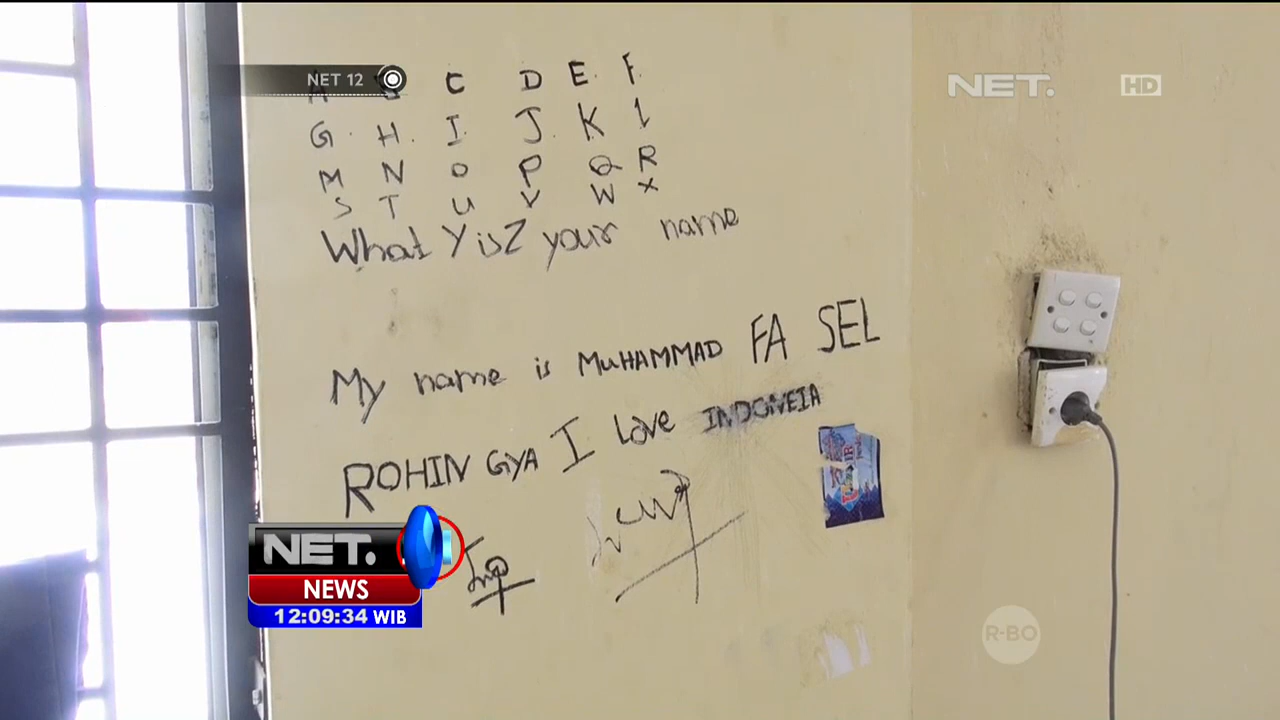 NET 12
NET.
HD
A B C D E F
G H I J K L
M N O P Q R
S T U V W X
What Y is Z your name
My name is MUHAMMAD FA SEL
ROHIN GYA I Love INDONEIA
NET.
NEWS
12:09:34 WIB
R-BO